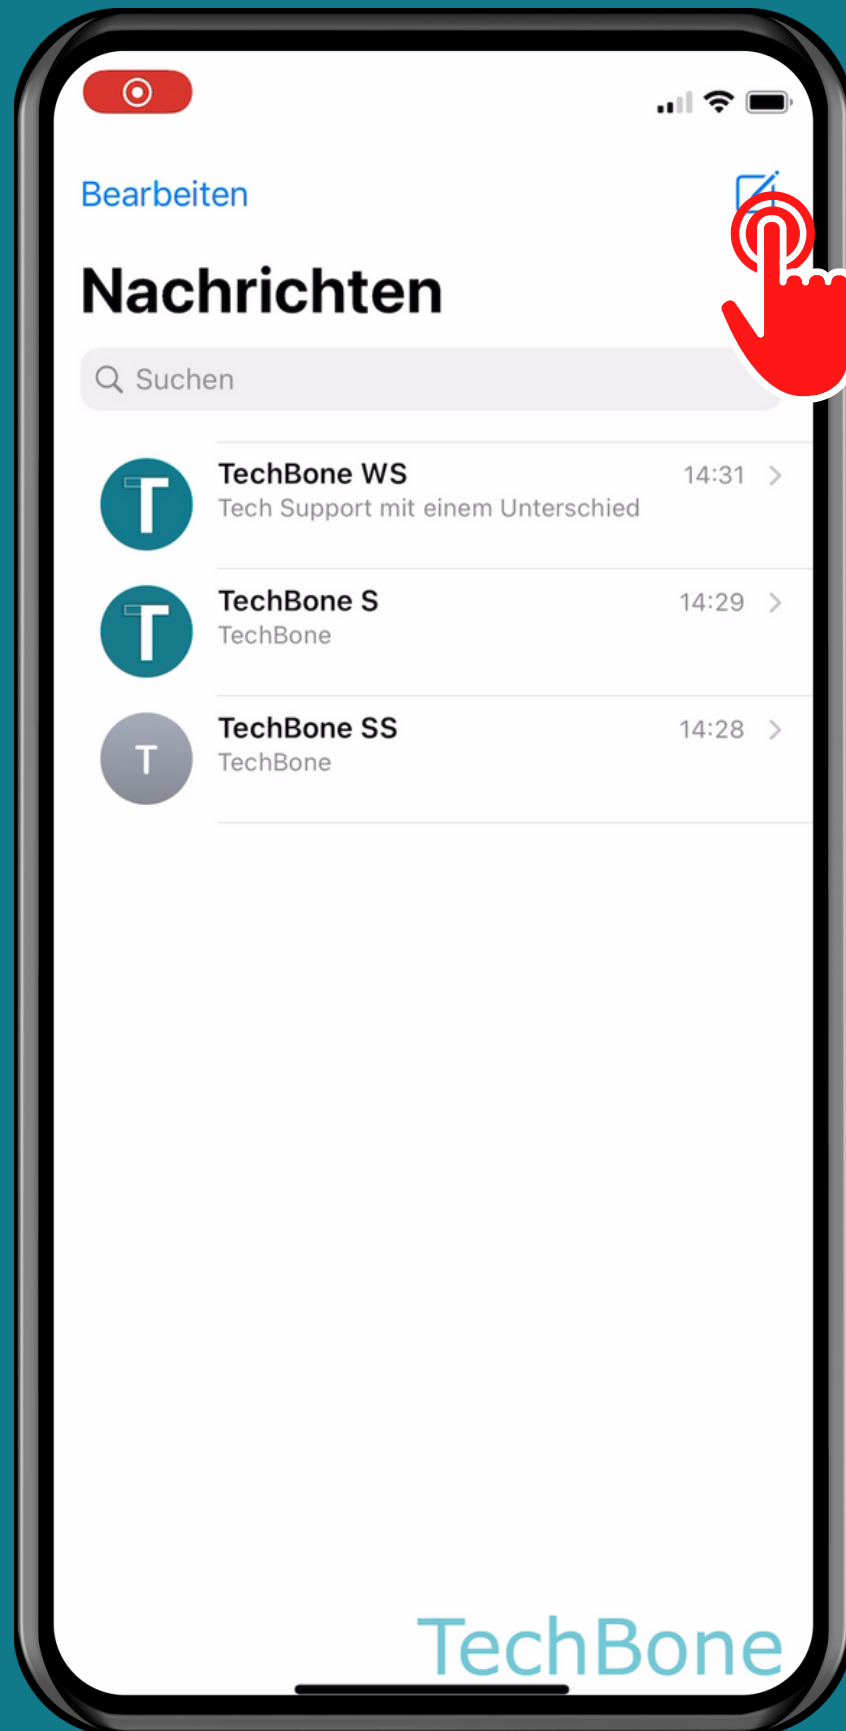 Bearbeiten
Nachrichten
Suchen
TechBone WS 14:31
Tech Support mit einem Unterschied
TechBone S 14:29
TechBone
T TechBone SS 14:28
TechBone
TechBone